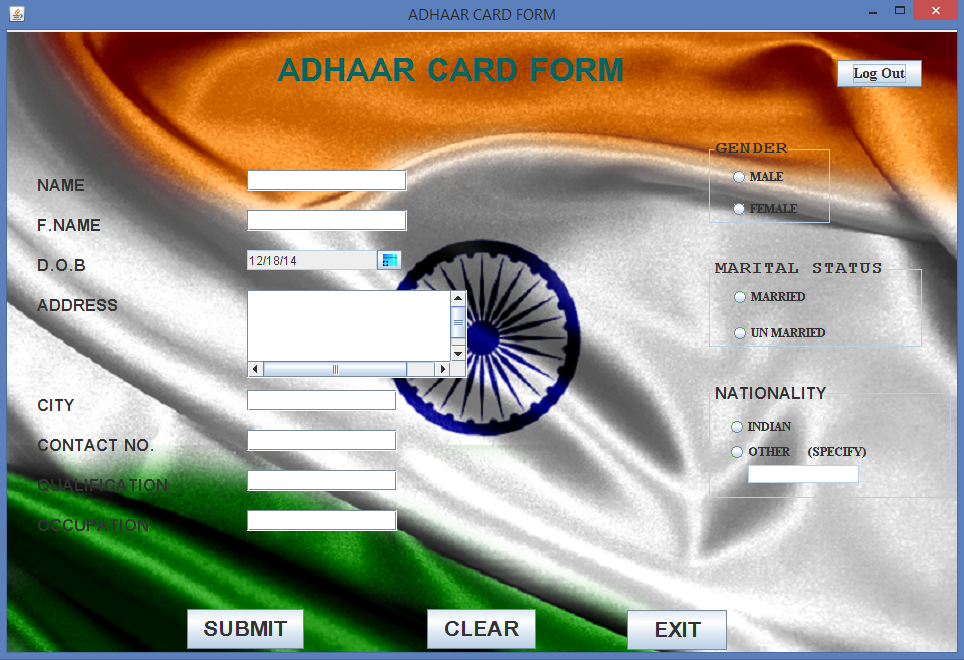 ADHAAR CARD FORM
ADHAAR CARD FORM
Log Out
NAME
F.NAME
D.O.B
12/18/14
ADDRESS
CITY
CONTACT NO.
QUALIFICATION
OCCUPATION
GENDER
MALE
FEMALE
MARITAL STATUS
MARRIED
UN MARRIED
NATIONALITY
INDIAN
OTHER (SPECIFY)
SUBMIT
CLEAR
EXIT